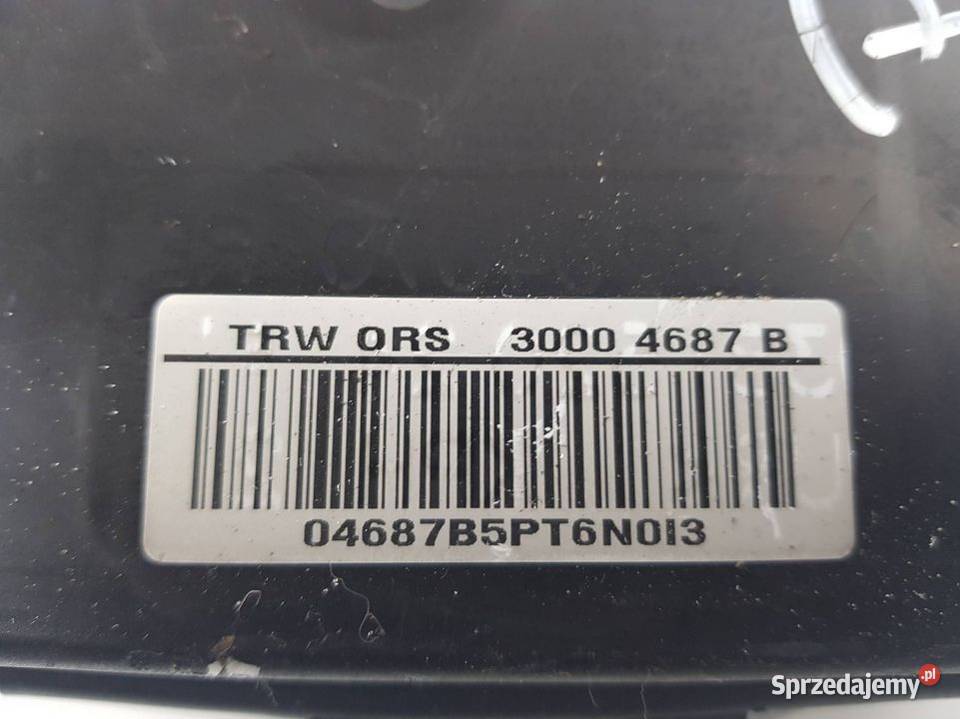 TRW ORS 3000 4687 B
04687B5PT6N0I3
Sprzedajemy.pl